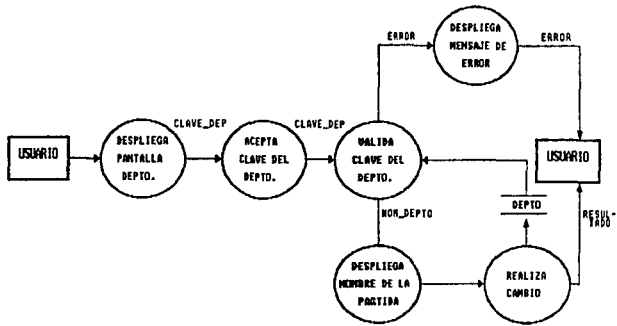 DESPLIEGA
MENSAJE DE
ERROR
ERROR
ERROR
CLAVE_DEP
CLAVE_DEP
USUARIO
DESPLIEGA
PANTALLA
DEPTO.
ACEPTA
CLAVE DEL
DEPTO.
VALIDA
CLAVE DEL
DEPTO.
USUARIO
DEPTO
NOM_DEPTO
RESUL-
TADO
DESPLIEGA
NOMBRE DE LA
PARTIDA
REALIZA
CAMBIO